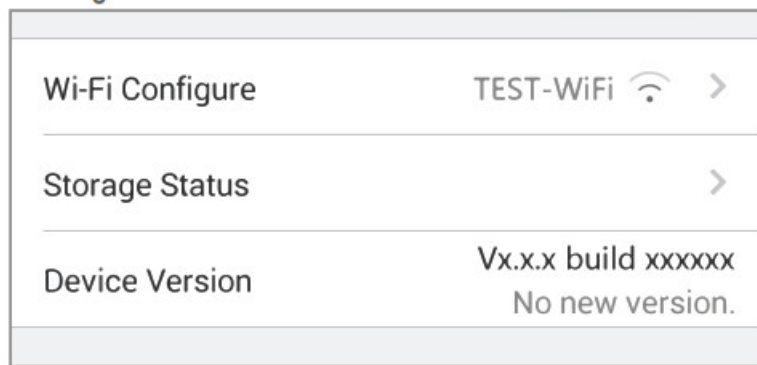 Wi-Fi Configure TEST-WiFi
Storage Status
Device Version Vx.x.x build xxxxxx
No new version.